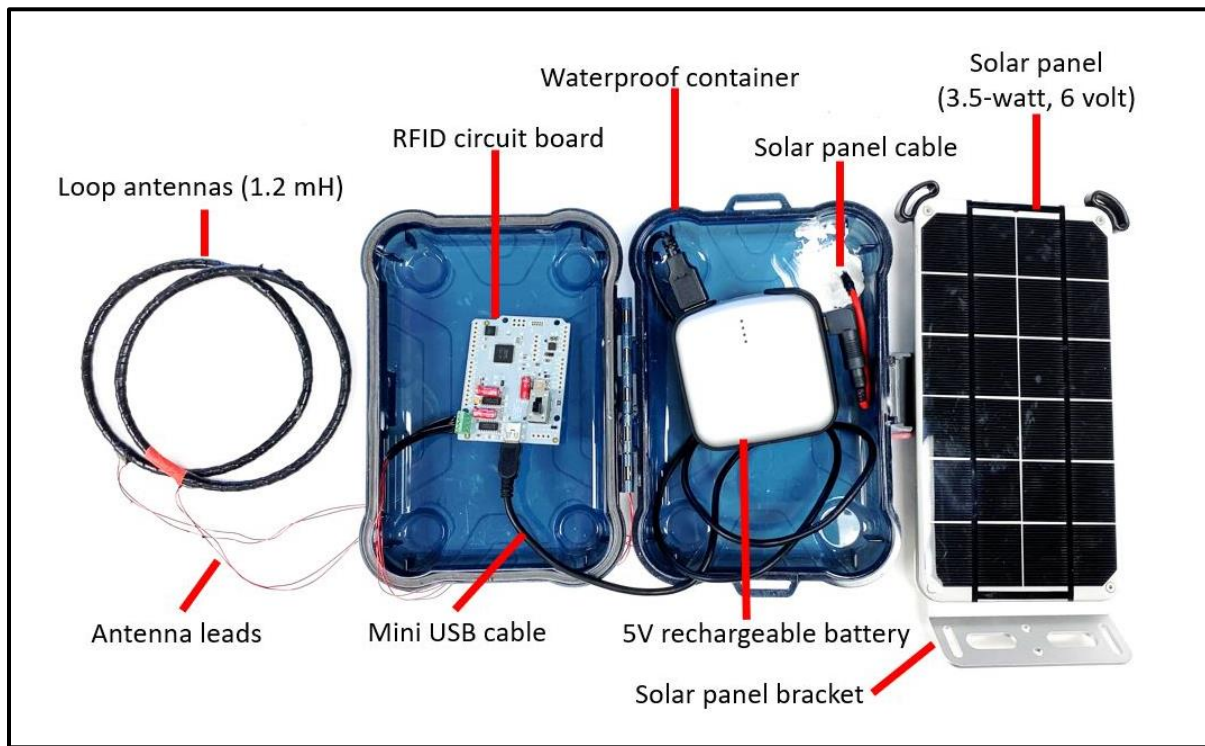 Waterproof container
Solar panel
(3.5-watt, 6 volt)
RFID circuit board
Solar panel cable
Loop antennas (1.2 mH)
Antenna leads
Mini USB cable
5V rechargeable battery
Solar panel bracket